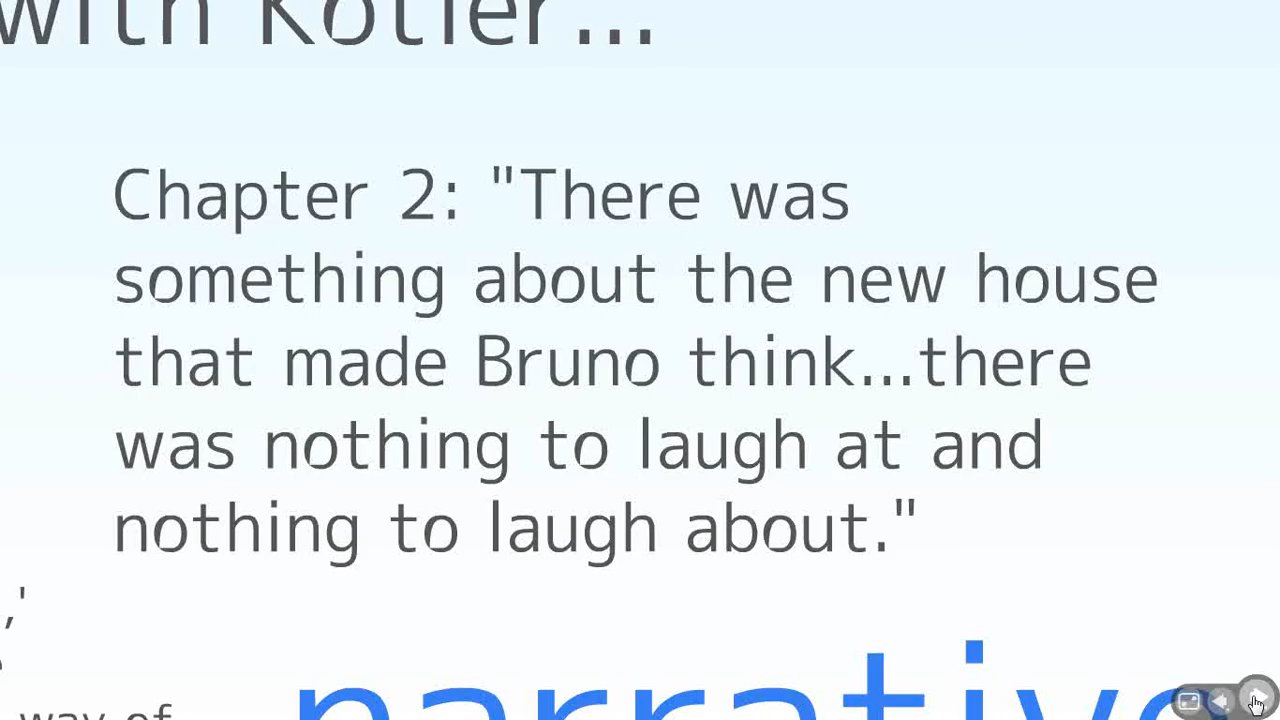 with Kotler...
Chapter 2: "There was
something about the new house
that made Bruno think...there
was nothing to laugh at and
nothing to laugh about."
,'
way of
narrative